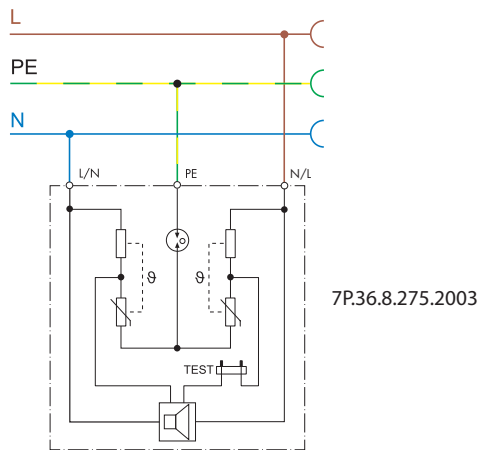 L
PE
N
L/N
PE
N/L
ϑ
ϑ
7P.36.8.275.2003
TEST